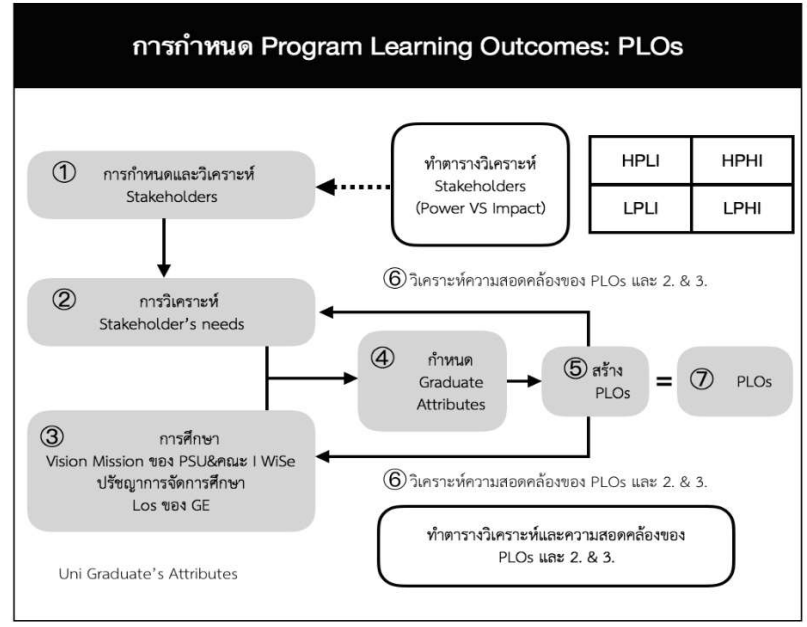 การกำหนด Program Learning Outcomes: PLOs
① การกำหนดและวิเคราะห์
Stakeholders
ทำตารางวิเคราะห์
Stakeholders
(Power VS Impact)
HPLI
HPHI
LPLI
LPHI
⑥ วิเคราะห์ความสอดคล้องของ PLOs และ 2. & 3.
② การวิเคราะห์
Stakeholder's needs
④ กำหนด
Graduate
Attributes
⑤ สร้าง
PLOs
=
⑦ PLOs
③ การศึกษา
Vision Mission ของ PSU&คณะ I WiSe
ปรัชญาการจัดการศึกษา
Los ของ GE
⑥ วิเคราะห์ความสอดคล้องของ PLOs และ 2. & 3.
ทำตารางวิเคราะห์และความสอดคล้องของ
PLOs และ 2. & 3.
Uni Graduate's Attributes